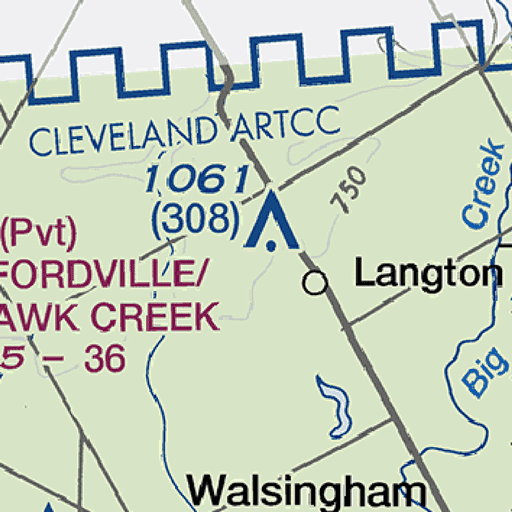 CLEVELAND ARTCC
1061
(308)
750
Creek
(Pvt)
FORDVILLE/
AWK CREEK
5 – 36
Langton
Big
Walsingham